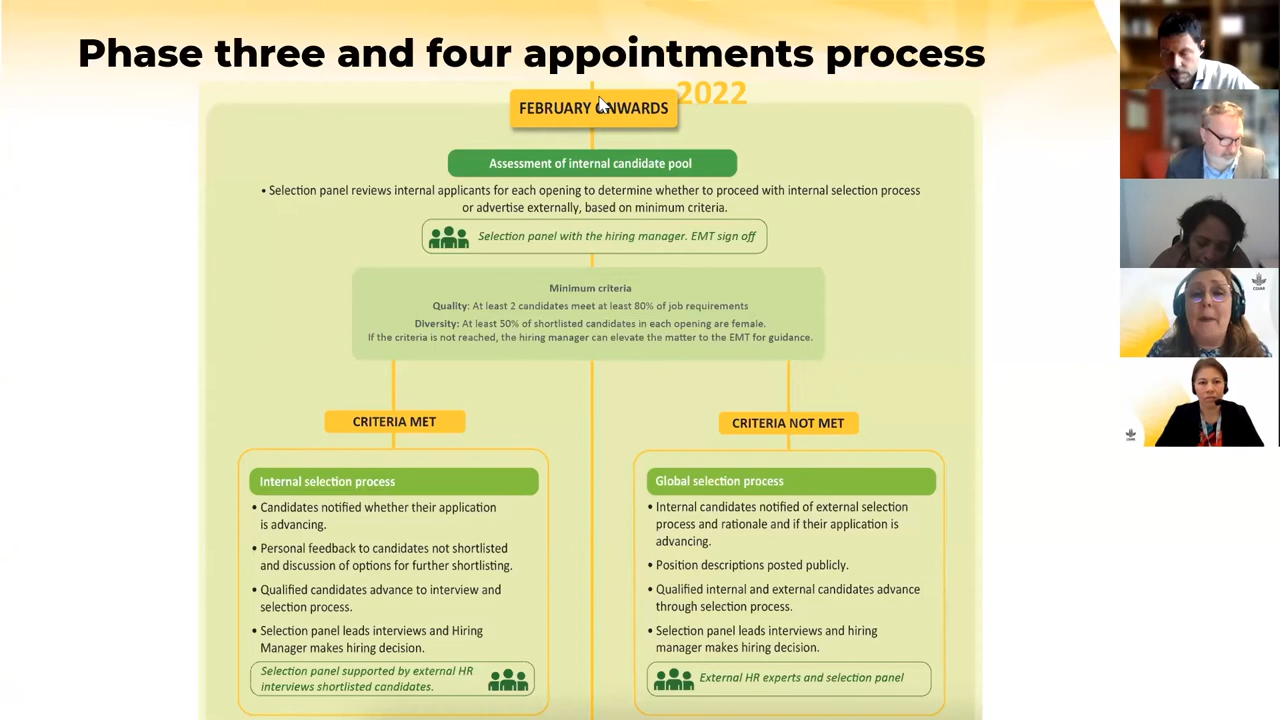 Phase three and four appointments process
2022
FEBRUARY ONWARDS
Assessment of internal candidate pool
• Selection panel reviews internal applicants for each opening to determine whether to proceed with internal selection process
or advertise externally, based on minimum criteria.
Selection panel with the hiring manager. EMT sign off
Minimum criteria
Quality: At least 2 candidates meet at least 80% of job requirements
Diversity: At least 50% of shortlisted candidates in each opening are female.
If the criteria is not reached, the hiring manager can elevate the matter to the EMT for guidance.
CRITERIA MET
Internal selection process
• Candidates notified whether their application
is advancing.
• Personal feedback to candidates not shortlisted
and discussion of options for further shortlisting.
• Qualified candidates advance to interview and
selection process.
• Selection panel leads interviews and Hiring
Manager makes hiring decision.
Selection panel supported by external HR
interviews shortlisted candidates.
CRITERIA NOT MET
Global selection process
• Internal candidates notified of external selection
process and rationale and if their application is
advancing.
• Position descriptions posted publicly.
• Qualified internal and external candidates advance
through selection process.
• Selection panel leads interviews and hiring
manager makes hiring decision.
External HR experts and selection panel
CGIAR
CGIAR